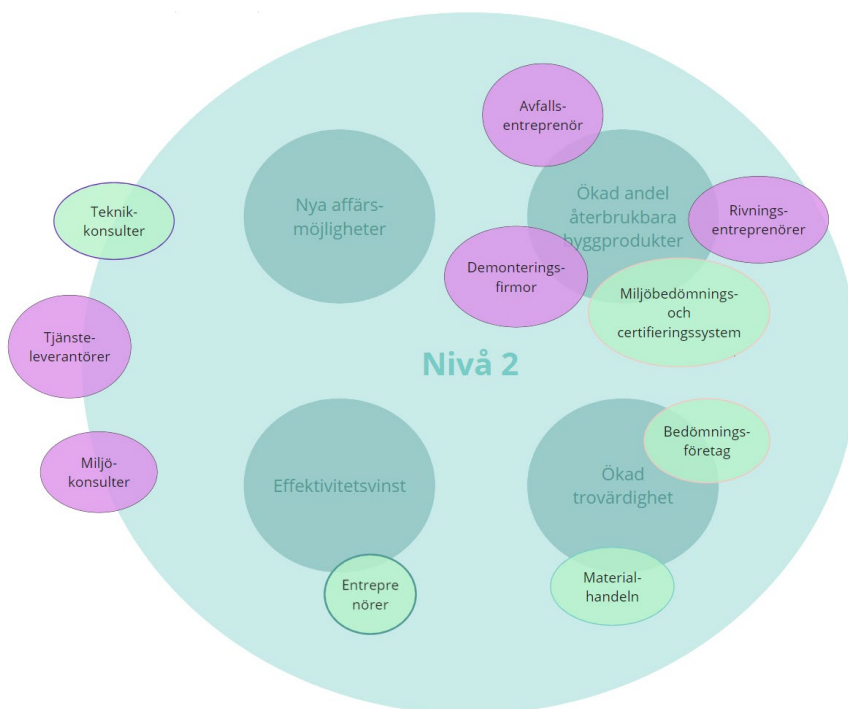 Avfalls-
entreprenör
Nya affärs-
möjligheter
Ökad andel
återbrukbara
byggprodukter
Teknik-
konsulter
Rivnings-
entreprenörer
Demonterings-
firmor
Miljöbedömnings-
och
certifieringssystem
Tjänste-
leverantörer
Nivå 2
Bedömnings-
företag
Miljö-
konsulter
Effektivitetsvinst
Ökad
trovärdighet
Entrepre
nörer
Material-
handeln